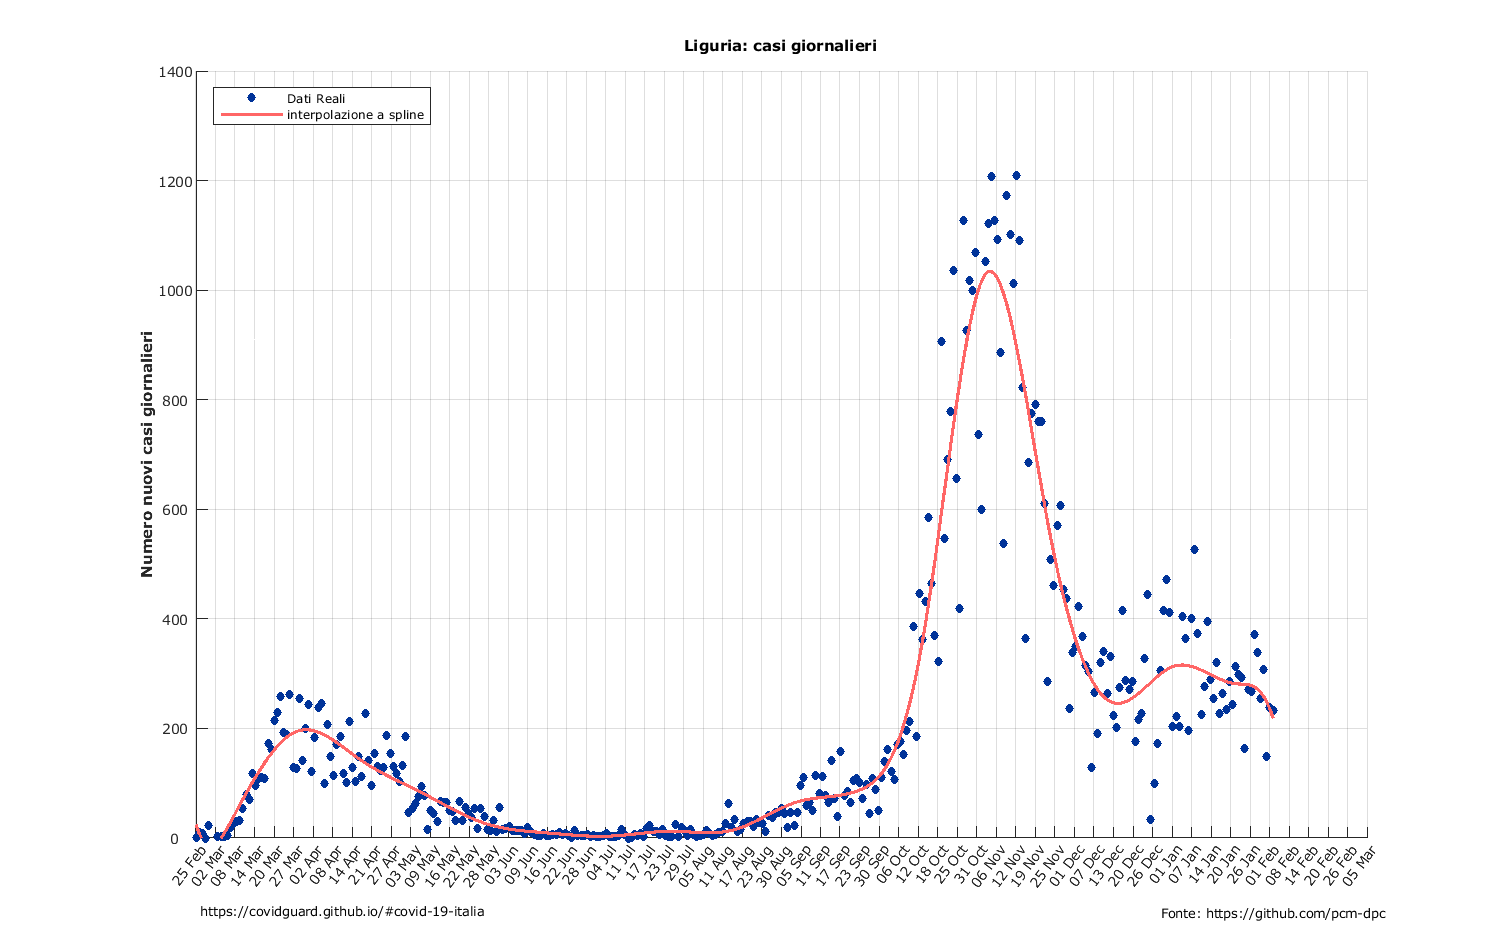 Liguria: casi giornalieri
Dati Reali
interpolazione a spline
Numero nuovi casi giornalieri
1400
1200
1000
800
600
400
200
0
25 Feb
02 Mar
08 Mar
14 Mar
20 Mar
27 Mar
02 Apr
08 Apr
14 Apr
21 Apr
27 Apr
03 May
09 May
16 May
22 May
28 May
03 Jun
09 Jun
16 Jun
22 Jun
28 Jun
04 Jul
11 Jul
17 Jul
23 Jul
29 Jul
05 Aug
11 Aug
17 Aug
23 Aug
30 Aug
05 Sep
11 Sep
17 Sep
23 Sep
30 Sep
06 Oct
12 Oct
18 Oct
25 Oct
31 Oct
06 Nov
12 Nov
19 Nov
25 Nov
01 Dec
07 Dec
13 Dec
20 Dec
26 Dec
01 Jan
07 Jan
14 Jan
20 Jan
26 Jan
01 Feb
08 Feb
14 Feb
20 Feb
26 Feb
05 Mar
https://covidguard.github.io/#covid-19-italia
Fonte: https://github.com/pcm-dpc